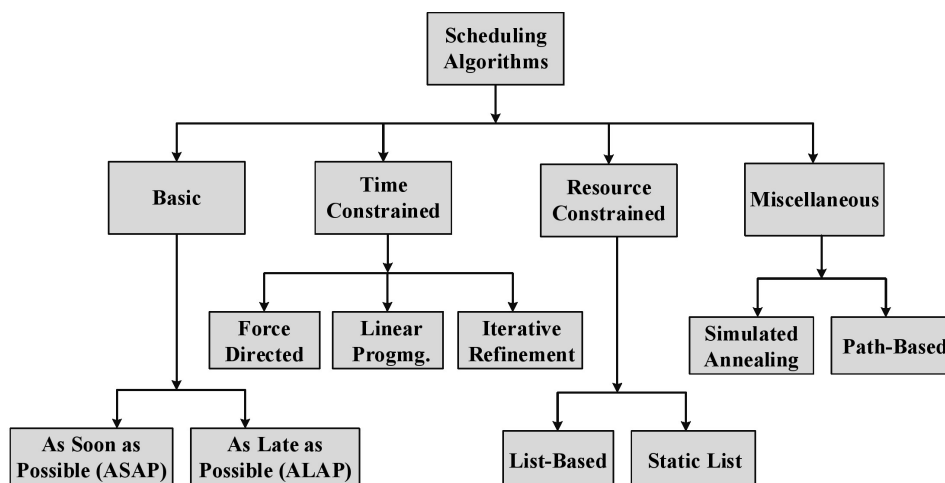 Scheduling
Algorithms
Basic
Time
Constrained
Resource
Constrained
Miscellaneous
Force
Directed
Linear
Progmg.
Iterative
Refinement
Simulated
Annealing
Path-Based
As Soon as
Possible (ASAP)
As Late as
Possible (ALAP)
List-Based
Static List